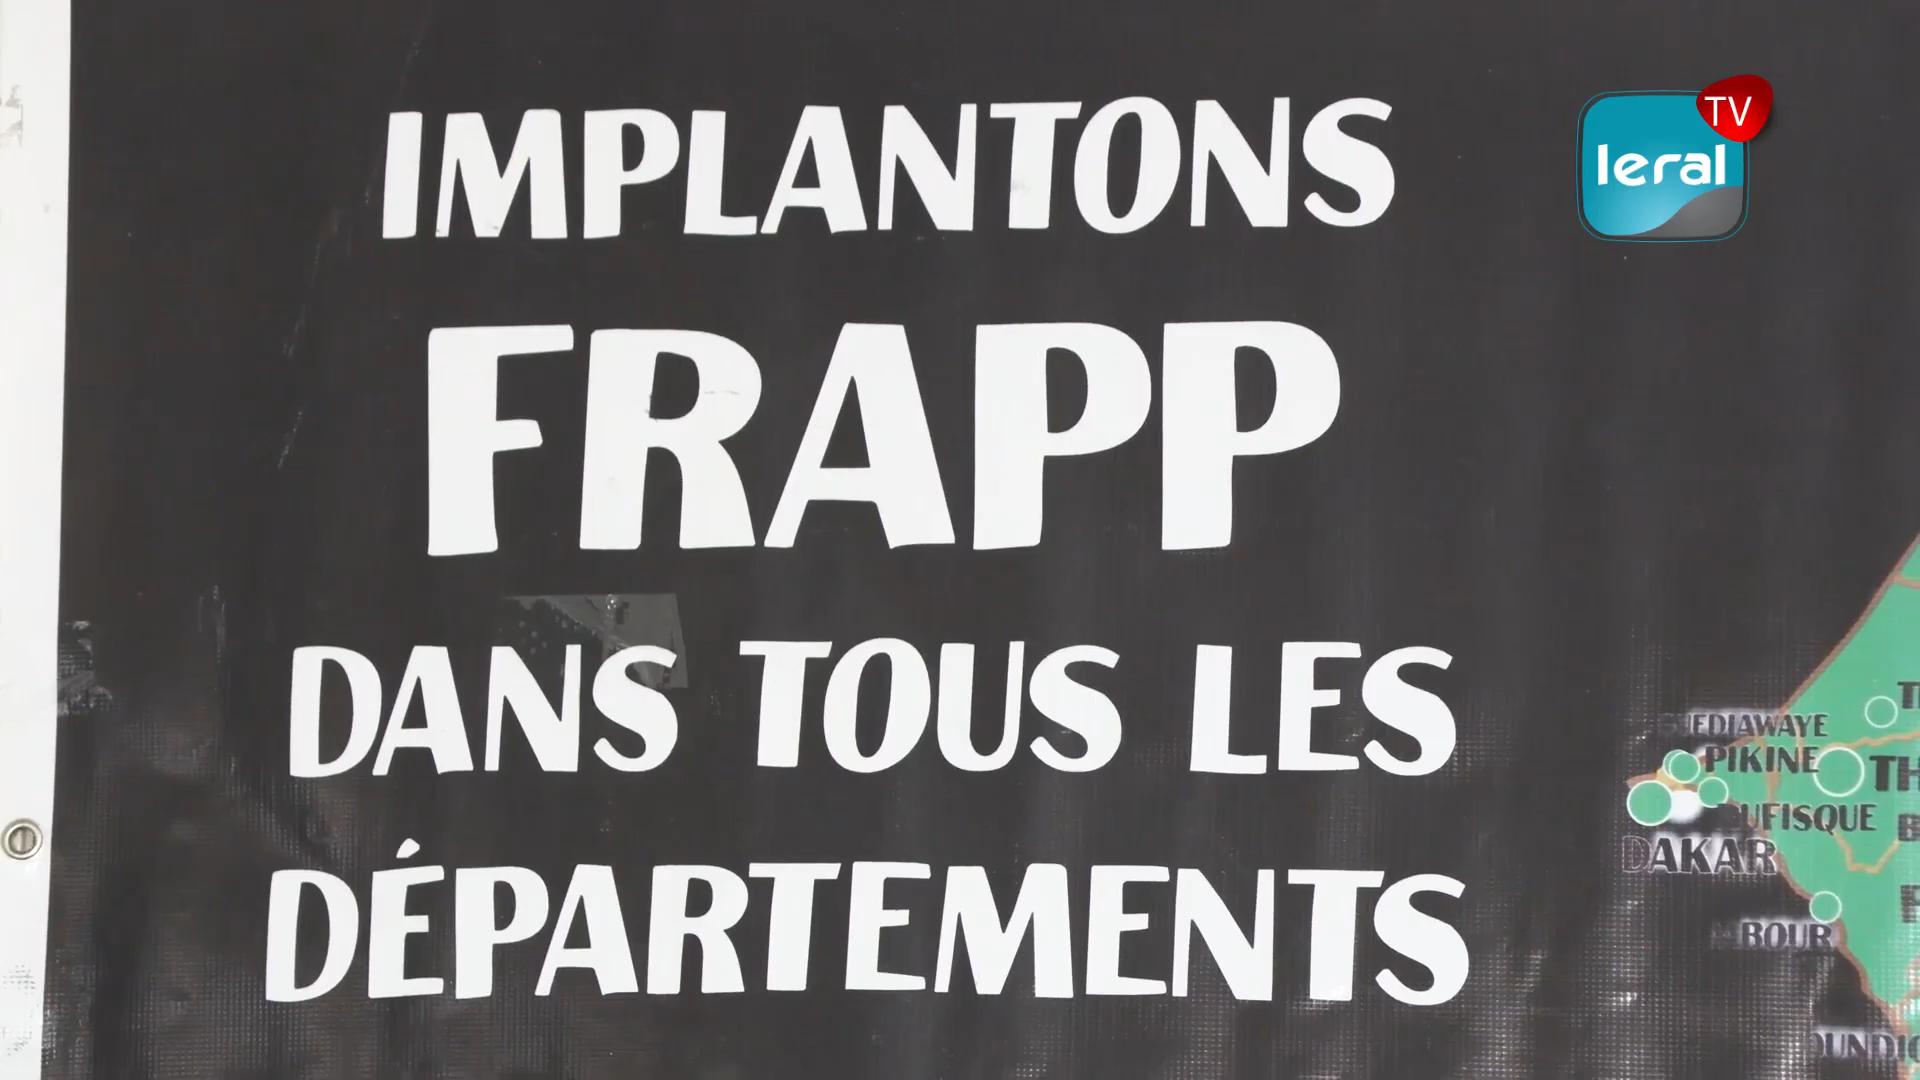 IMPLANTONS
FRAPP
DANS TOUS LES
DÉPARTEMENTS
TV
leral
PIKINE
DAKAR